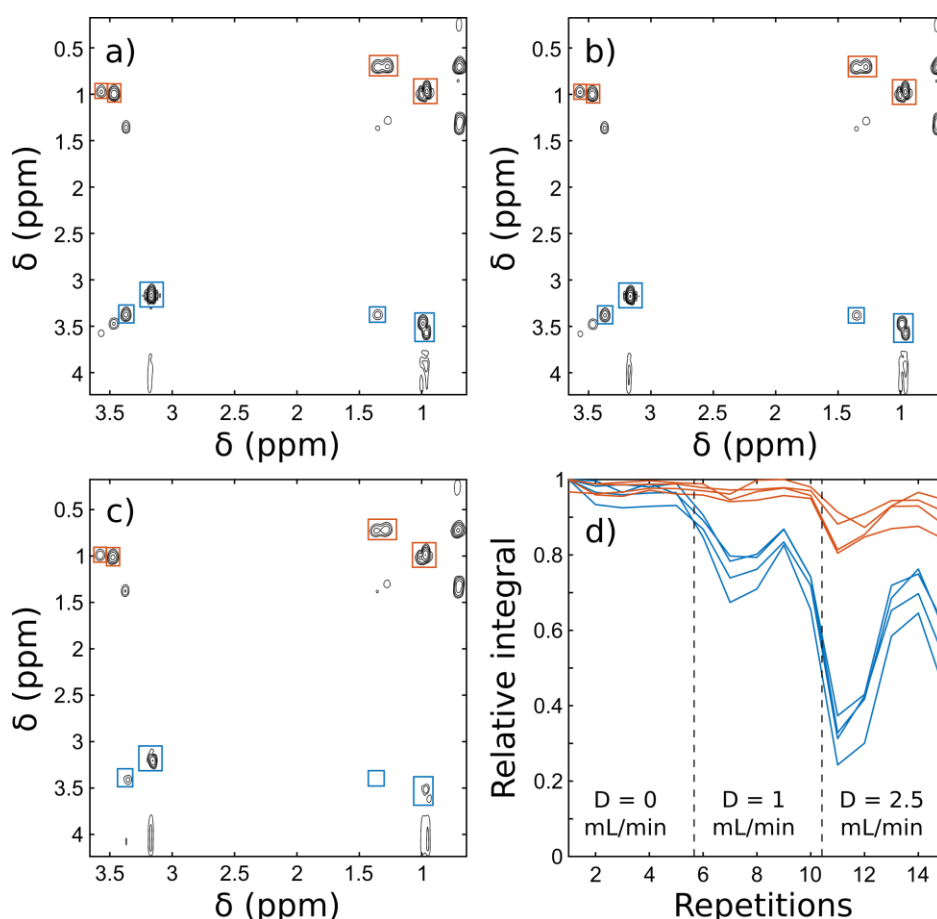 a)
0.5
1
1.5
2
2.5
3
3.5
4
δ (ppm)
3.5 3 2.5 2 1.5 1
δ (ppm)
b)
0.5
1
1.5
2
2.5
3
3.5
4
δ (ppm)
3.5 3 2.5 2 1.5 1
δ (ppm)
c)
0.5
1
1.5
2
2.5
3
3.5
4
δ (ppm)
3.5 3 2.5 2 1.5 1
δ (ppm)
d)
1
0.8
0.6
0.4
0.2
0
Relative integral
D = 0
mL/min
D = 1
mL/min
D = 2.5
mL/min
2 4 6 8 10 12 14
Repetitions